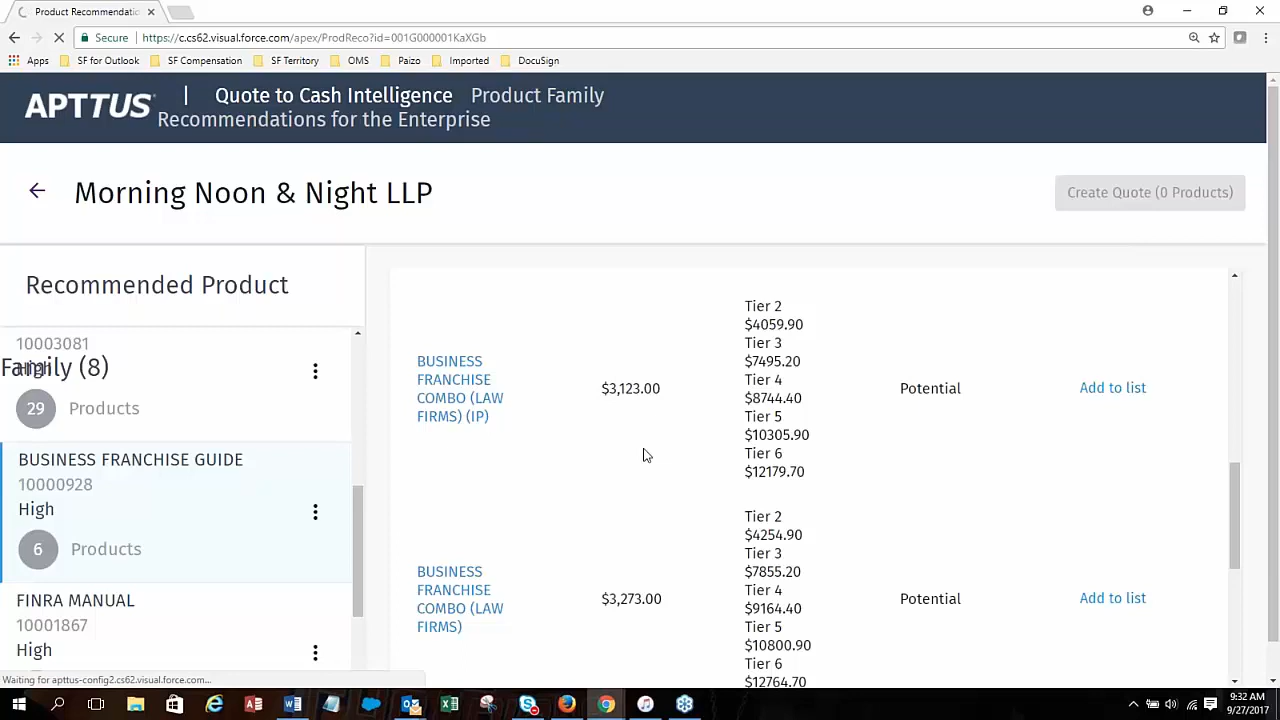 Product Recommendatic
Secure
https://c.cs62.visual.force.com/apex/ProdReco?id=001G000001KaXGb
Apps
SF for Outlook
SF Compensation
SF Territory
OMS
Paizo
Imported
DocuSign
APTTUS
| Quote to Cash Intelligence Product Family
Recommendations for the Enterprise
Morning Noon & Night LLP
Create Quote (0 Products)
Recommended Product
Family (8)
10003081
High
29 Products
BUSINESS FRANCHISE GUIDE
10000928
High
6 Products
FINRA MANUAL
10001867
High
BUSINESS
FRANCHISE
COMBO (LAW
FIRMS) (IP)
$3,123.00
Tier 2
$4059.90
Tier 3
$7495.20
Tier 4
$8744.40
Tier 5
$10305.90
Tier 6
$12179.70
Potential
Add to list
BUSINESS
FRANCHISE
COMBO (LAW
FIRMS)
$3,273.00
Tier 2
$4254.90
Tier 3
$7855.20
Tier 4
$9164.40
Tier 5
$10800.90
Tier 6
$12764.70
Potential
Add to list
Waiting for apttus-config2.cs62.visual.force.com...
9:32 AM
9/27/2017